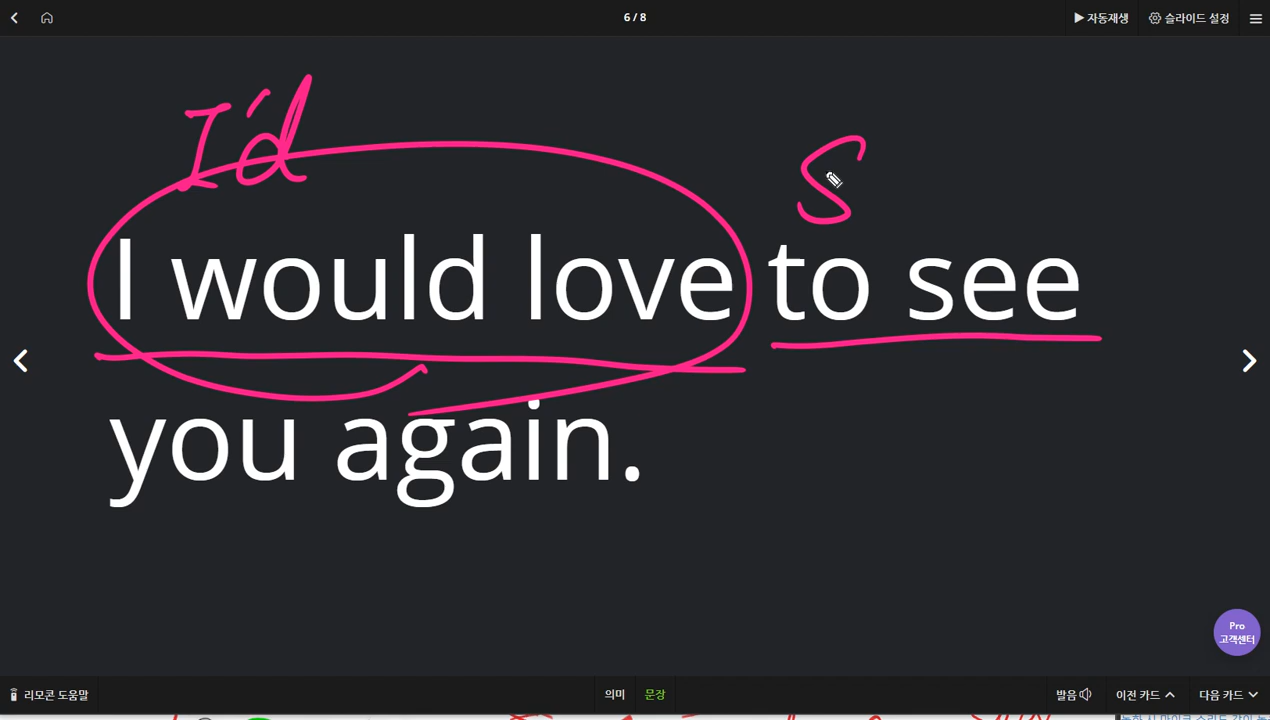 6 / 8
자동재생
슬라이드 설정
I'd
S
I would love to see
you again.
Pro
고객센터
리모콘 도움말
의미
문장
발음
이전 카드
다음 카드